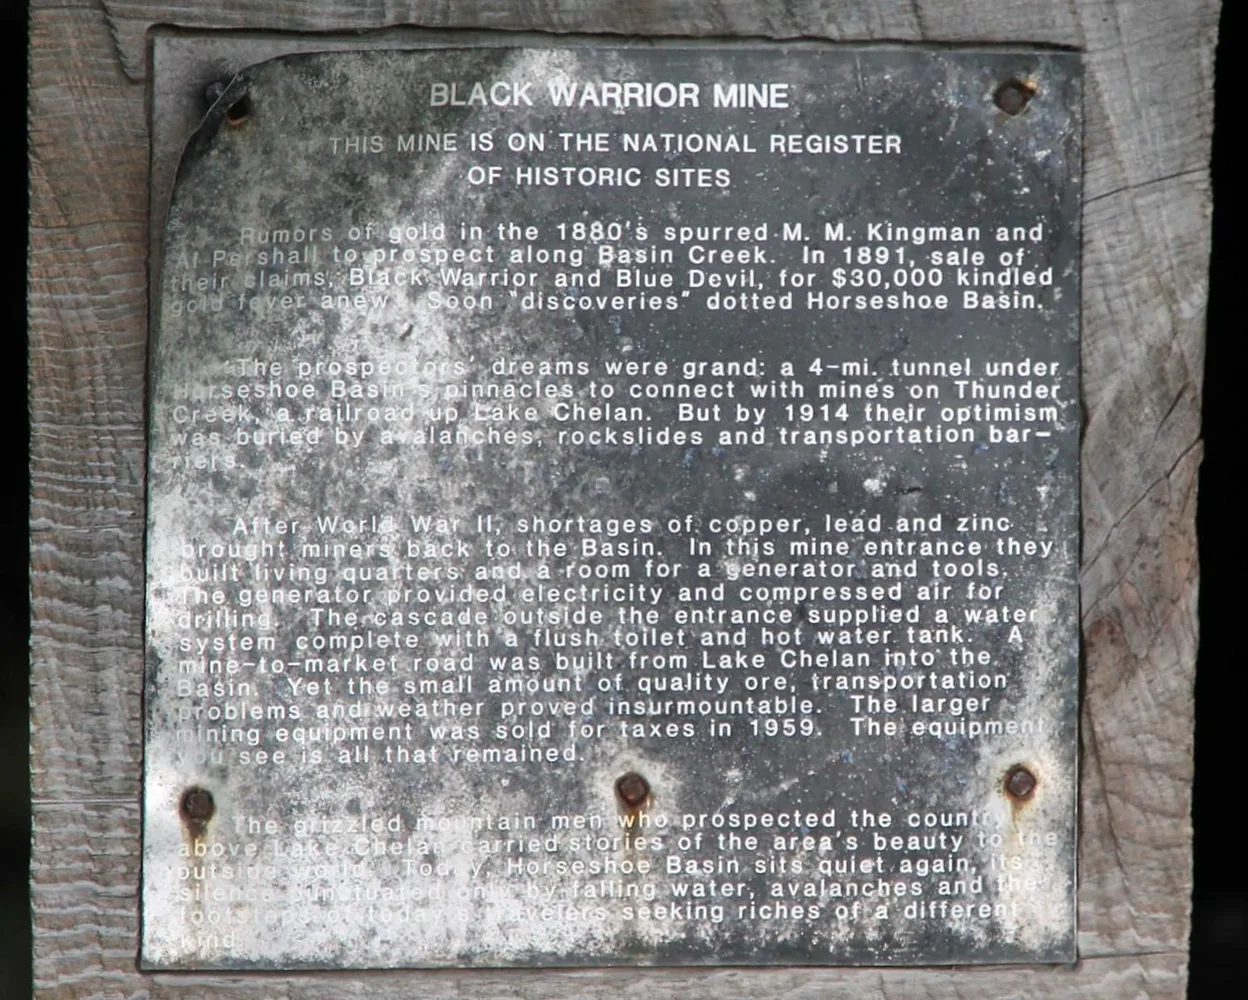 BLACK WARRIOR MINE
THIS MINE IS ON THE NATIONAL REGISTER
OF HISTORIC SITES
Rumors of gold in the 1880's spurred M. M. Kingman and
Al Pershall to prospect along Basin Creek. In 1891, sale of
their claims, Black Warrior and Blue Devil, for $30,000 kindled
gold fever anew. Soon "discoveries" dotted Horseshoe Basin.
The prospectors' dreams were grand: a 4-mi. tunnel under
Horseshoe Basin's pinnacles to connect with mines on Thunder
Creek, a railroad up Lake Chelan. But by 1914 their optimism
was buried by avalanches, rockslides and transportation bar-
riers.
After World War II, shortages of copper, lead and zinc
brought miners back to the Basin. In this mine entrance they
built living quarters and a room for a generator and tools.
The generator provided electricity and compressed air for
drilling. The cascade outside the entrance supplied a water
system complete with a flush toilet and hot water tank. A
mine-to-market road was built from Lake Chelan into the
Basin. Yet the small amount of quality ore, transportation
problems and weather proved insurmountable. The larger
mining equipment was sold for taxes in 1959. The equipment
you see is all that remained.
The grizzled mountain men who prospected the country
above Lake Chelan carried stories of the area's beauty to the
outside world. Today, Horseshoe Basin sits quiet again, its
silence punctuated only by falling water, avalanches and the
footsteps of today's travelers seeking riches of a different
kind.